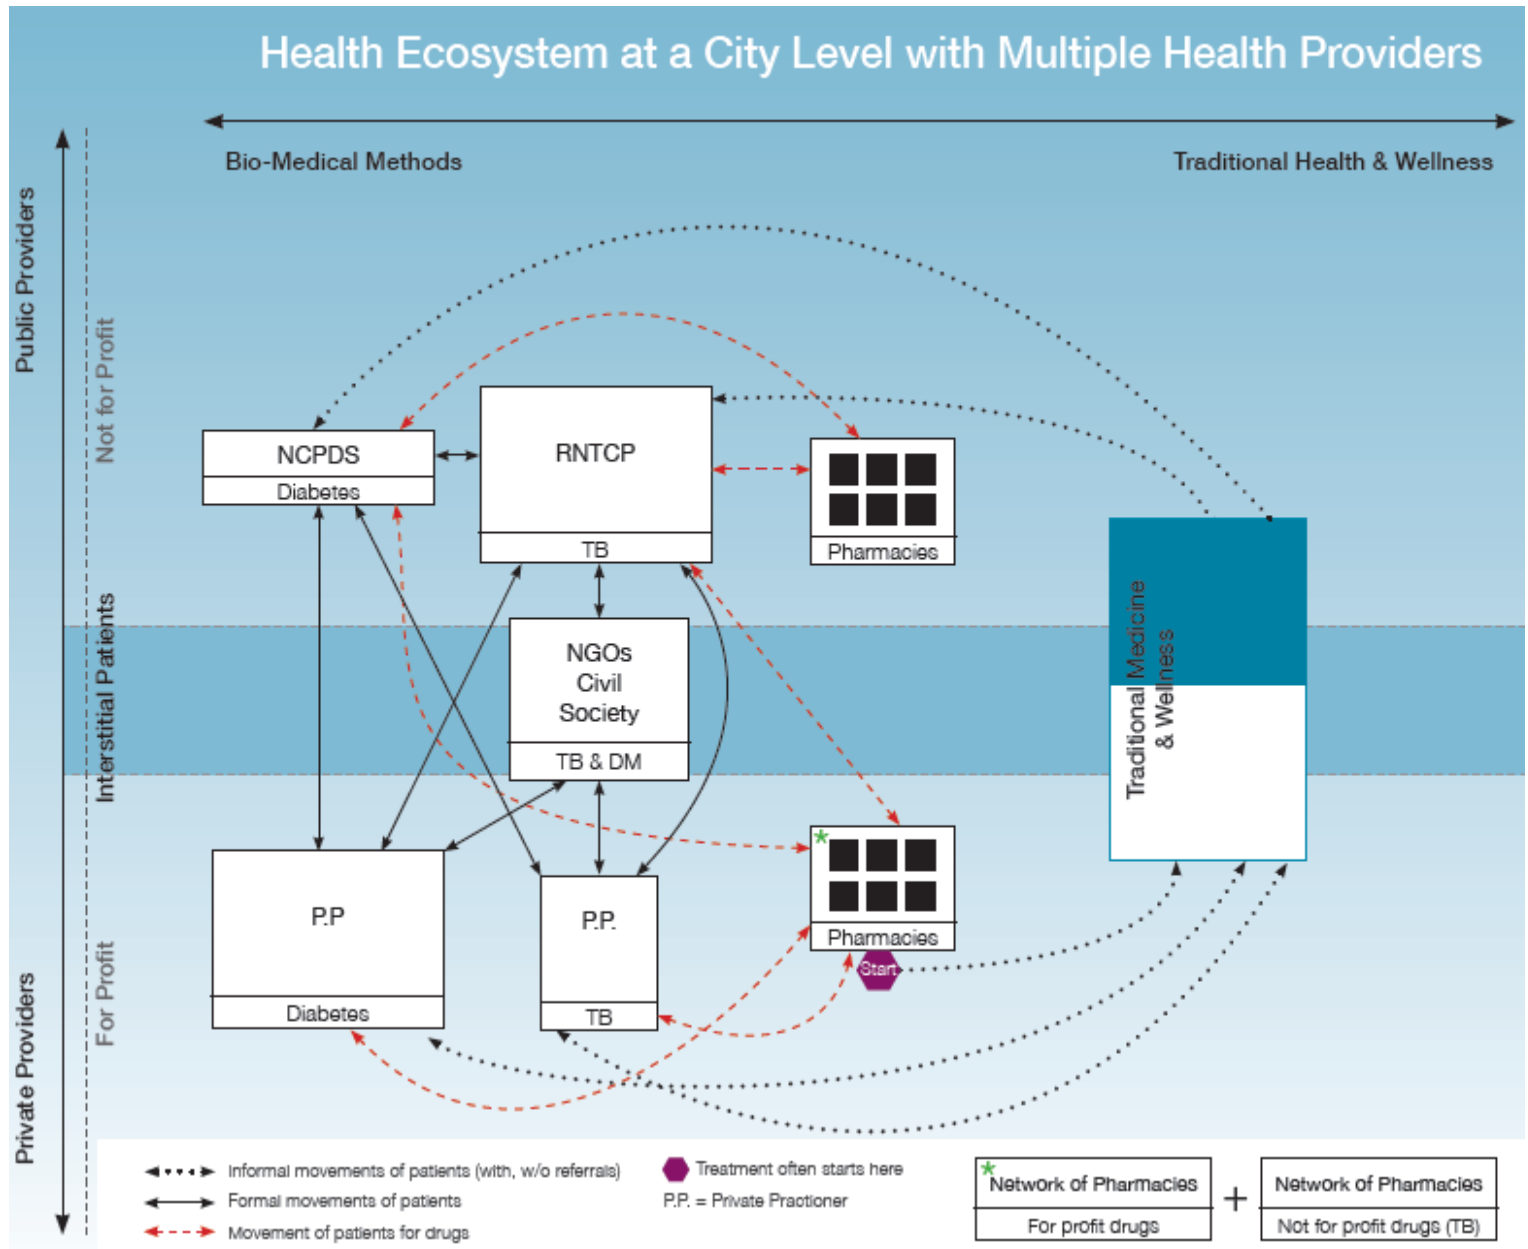 Health Ecosystem at a City Level with Multiple Health Providers
Bio-Medical Methods
Traditional Health & Wellness
Public Providers
Not for Profit
Interstitial Patients
For Profit
Private Providers
NCPDS
Diabetes
RNTCP
TB
Pharmacies
NGOs
Civil
Society
TB & DM
Traditional Medicine
& Wellness
P.P
Diabetes
P.P.
TB
*
Pharmacies
Start
Informal movements of patients (with, w/o referrals)
Formal movements of patients
Movement of patients for drugs
Treatment often starts here
P.P. = Private Practioner
*
Network of Pharmacies
For profit drugs
+
Network of Pharmacies
Not for profit drugs (TB)